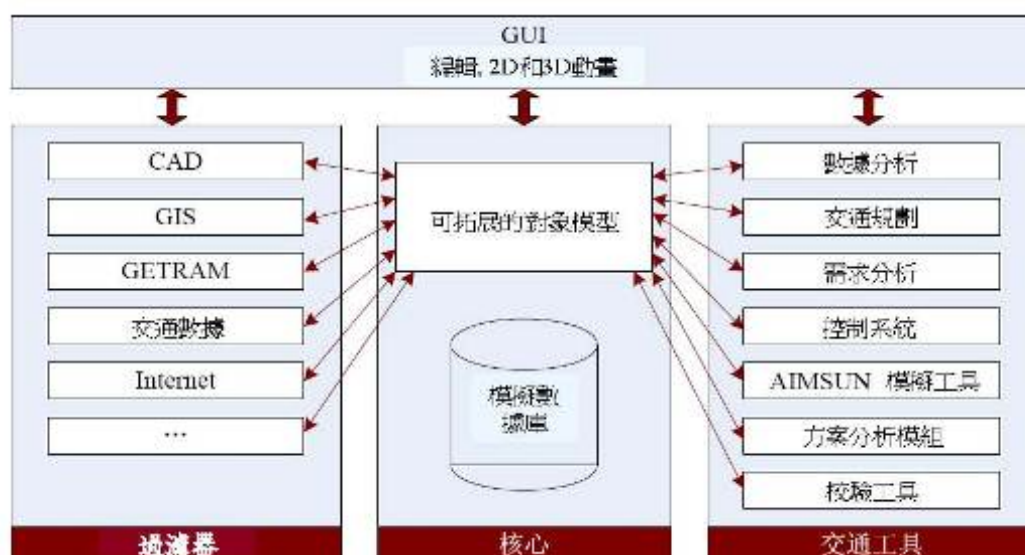 GUI
編輯, 2D和3D動畫
CAD
GIS
GETRAM
交通數據
Internet
...
過濾器
可拓展的對象模型
模擬數
據庫
核心
數據分析
交通規劃
需求分析
控制系統
AIMSUN 模擬工具
方案分析模組
校驗工具
交通工具